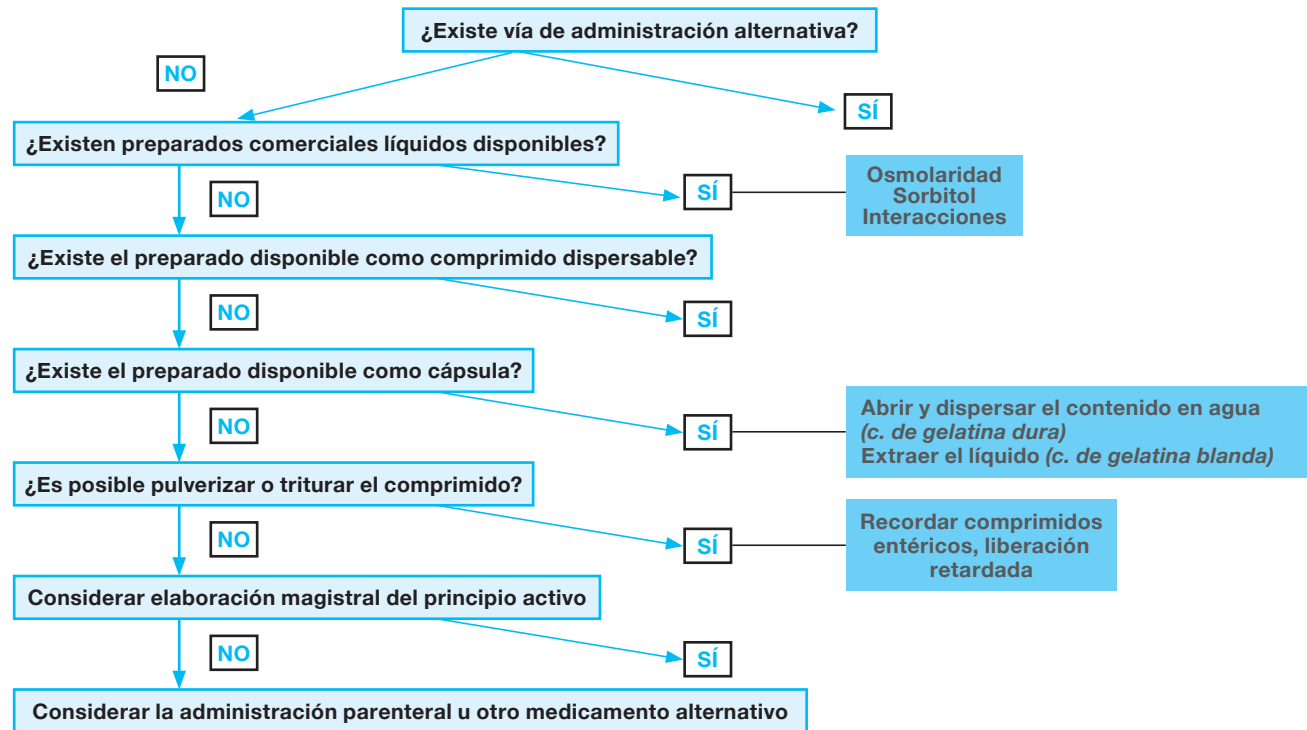 ¿Existe vía de administración alternativa?
NO
SÍ
¿Existen preparados comerciales líquidos disponibles?
NO
SÍ
Osmolaridad
Sorbitol
Interacciones
¿Existe el preparado disponible como comprimido dispersable?
NO
SÍ
¿Existe el preparado disponible como cápsula?
NO
SÍ
Abrir y dispersar el contenido en agua
(c. de gelatina dura)
Extraer el líquido (c. de gelatina blanda)
¿Es posible pulverizar o triturar el comprimido?
NO
SÍ
Recordar comprimidos
entéricos, liberación
retardada
Considerar elaboración magistral del principio activo
NO
SÍ
Considerar la administración parenteral u otro medicamento alternativo